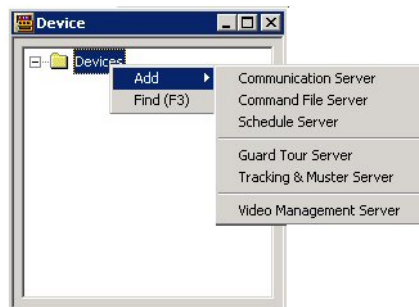 Device
Devices
Add
Find (F3)
Communication Server
Command File Server
Schedule Server
Guard Tour Server
Tracking & Muster Server
Video Management Server